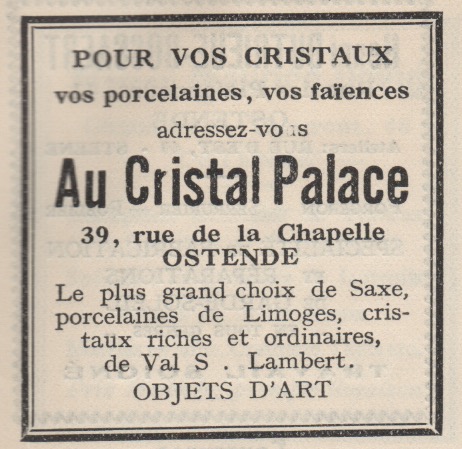 POUR VOS CRISTAUX
vos porcelaines, vos faïences
adressez-vo s
Au Cristal Palace
39, rue de la Chapelle
OSTENDE
Le plus grand choix de Saxe,
porcelaines de Limoges, cris-
taux riches et ordinaires,
de Val S . Lambert.
OBJETS D'ART